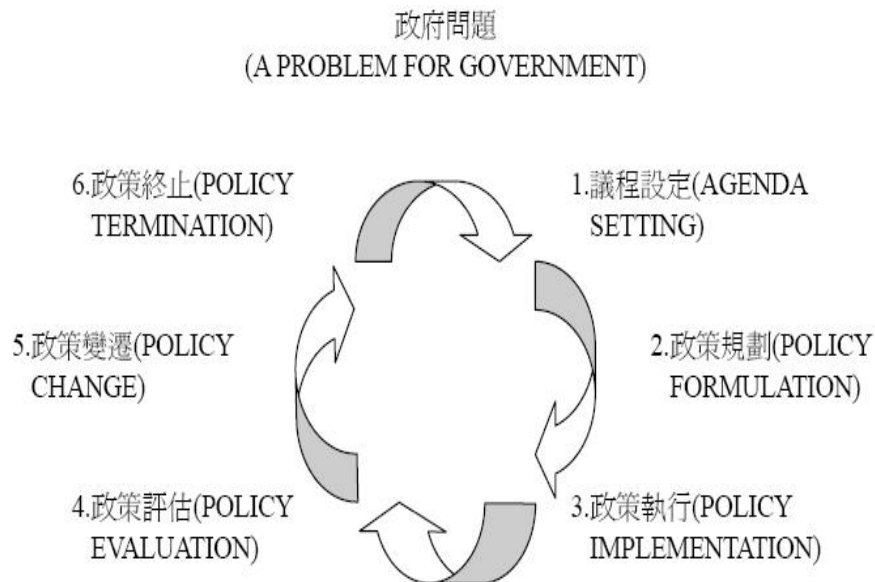 政府問題
(A PROBLEM FOR GOVERNMENT)
1.議程設定(AGENDA
SETTING)
2.政策規劃(POLICY
FORMULATION)
3.政策執行(POLICY
IMPLEMENTATION)
4.政策評估(POLICY
EVALUATION)
5.政策變遷(POLICY
CHANGE)
6.政策終止(POLICY
TERMINATION)